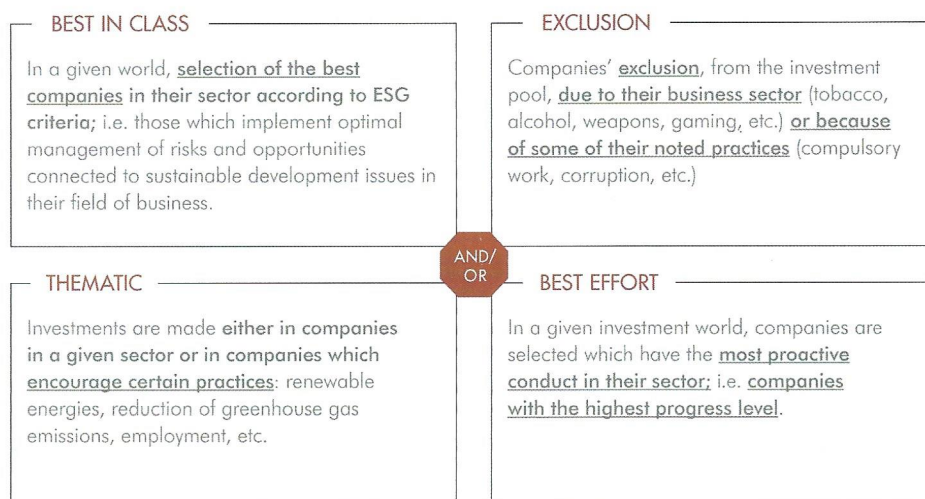 BEST IN CLASS
In a given world, selection of the best
companies in their sector according to ESG
criteria; i.e. those which implement optimal
management of risks and opportunities
connected to sustainable development issues in
their field of business.
EXCLUSION
Companies' exclusion, from the investment
pool, due to their business sector (tobacco,
alcohol, weapons, gaming, etc.) or because
of some of their noted practices (compulsory
work, corruption, etc.)
AND/
OR
THEMATIC
Investments are made either in companies
in a given sector or in companies which
encourage certain practices: renewable
energies, reduction of greenhouse gas
emissions, employment, etc.
BEST EFFORT
In a given investment world, companies are
selected which have the most proactive
conduct in their sector; i.e. companies
with the highest progress level.